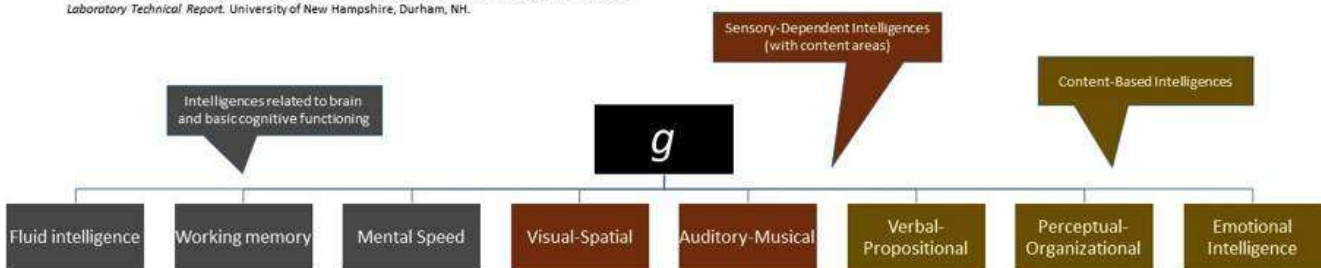 Laboratory Technical Report. University of New Hampshire, Durham, NH.
Sensory-Dependent Intelligences
(with content areas)
Intelligences related to brain
and basic cognitive functioning
Content-Based Intelligences
g
Fluid intelligence
Working memory
Mental Speed
Visual-Spatial
Auditory-Musical
Verbal-
Propositional
Perceptual-
Organizational
Emotional
Intelligence